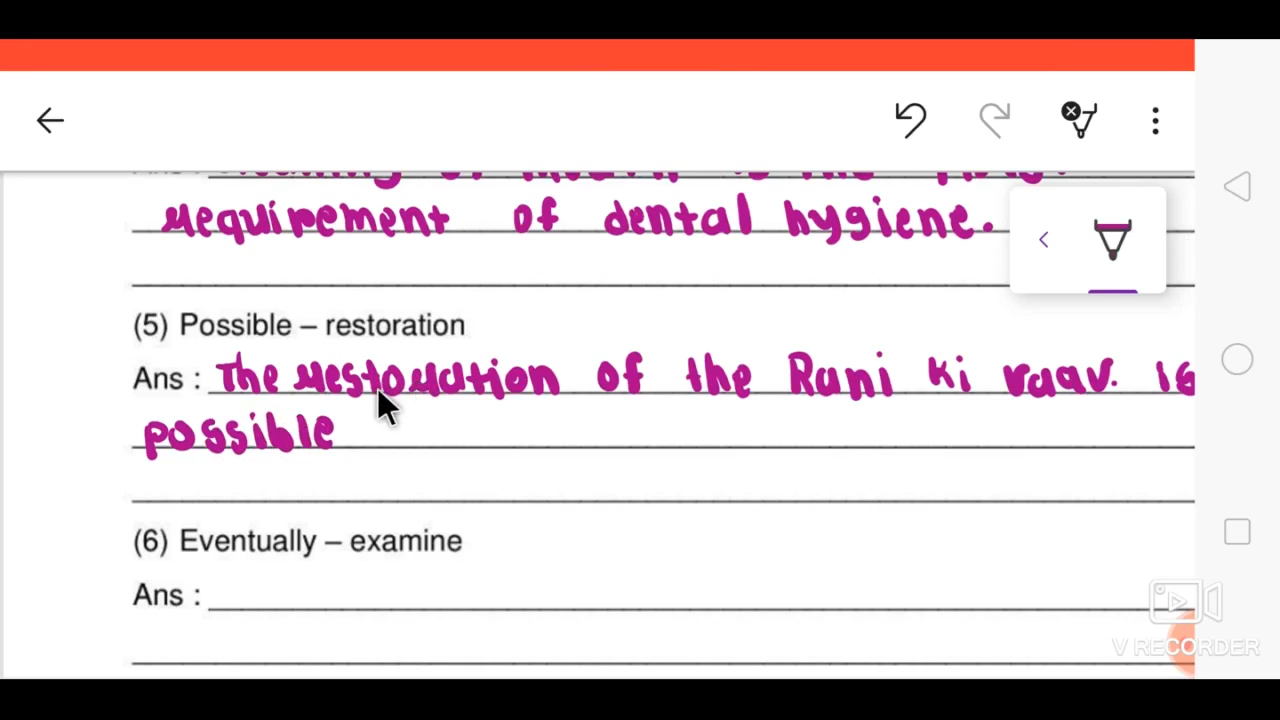 requirement of dental hygiene.
(5) Possible – restoration
Ans : The restoration of the Rani ki vaav. is
possible
(6) Eventually – examine
Ans :
V RECORDER